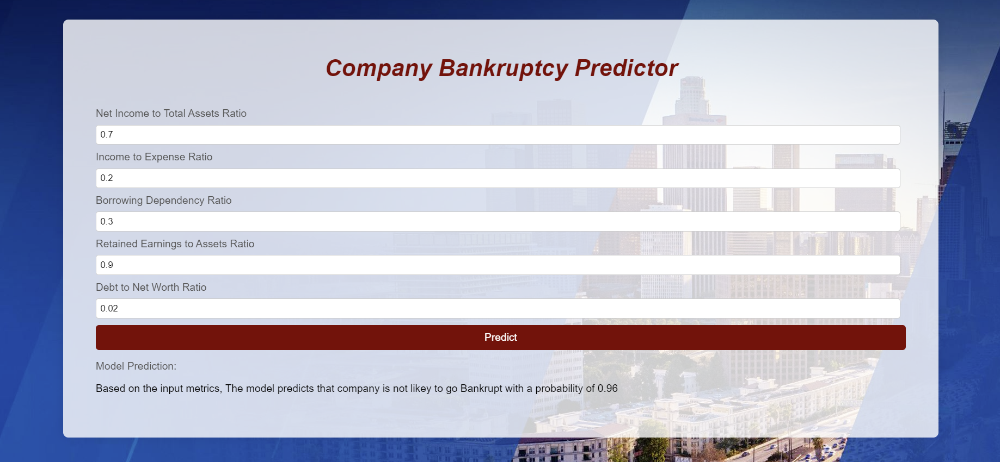 Company Bankruptcy Predictor
Net Income to Total Assets Ratio
0.7
Income to Expense Ratio
0.2
Borrowing Dependency Ratio
0.3
Retained Earnings to Assets Ratio
0.9
Debt to Net Worth Ratio
0.02
Predict
Model Prediction:
Based on the input metrics, The model predicts that company is not likey to go Bankrupt with a probability of 0.96